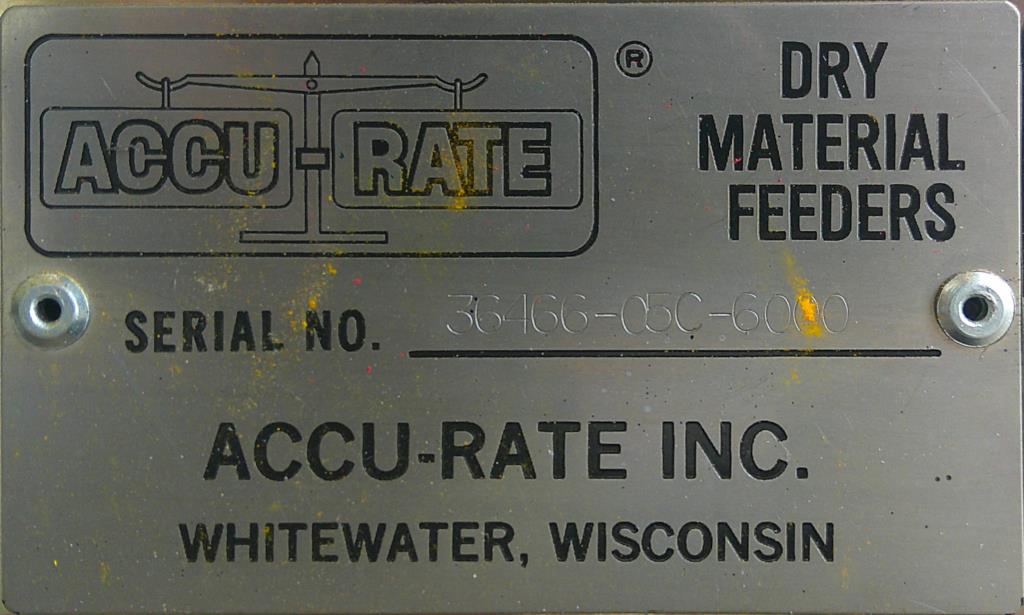 ACCU-RATE ®
DRY
MATERIAL
FEEDERS
SERIAL NO. 36466-05C-6000
ACCU-RATE INC.
WHITEWATER, WISCONSIN